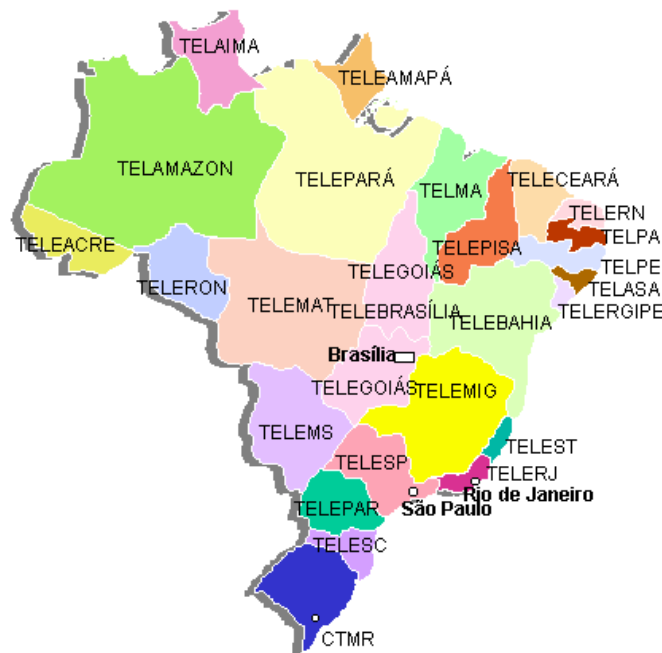 TELAIMA
TELEAMAPÁ
TELAMAZON
TELEPARÁ
TELMA
TELECEARÁ
TELERN
TELPA
TELEACRE
TELEPISA
TELPE
TELEGOIÁS
TELERON
TELASA
TELEMAT
TELEBRASÍLIA
TELERGIPE
TELEBAHIA
Brasília
TELEGOIÁS
TELEMIG
TELEMS
TELEST
TELESP
TELERJ
Rio de Janeiro
São Paulo
TELEPAR
TELESC
CTMR